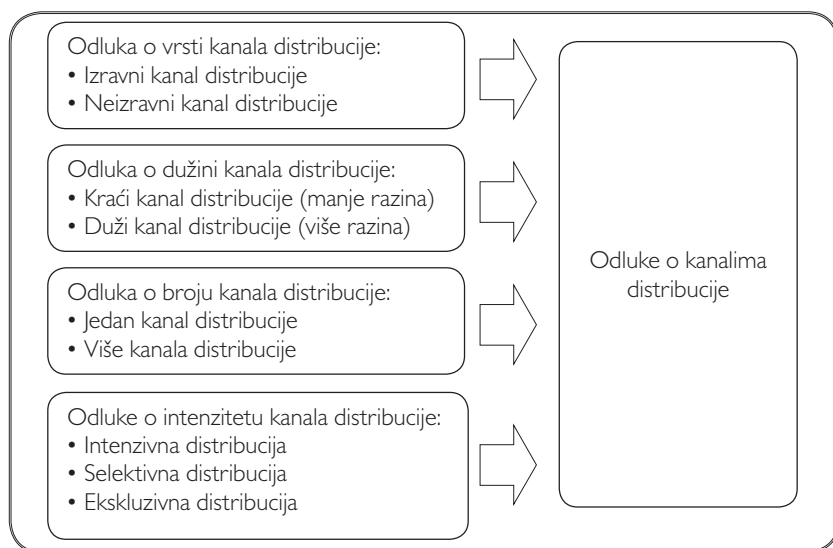 Odluka o vrsti kanala distribucije:
• Izravni kanal distribucije
• Neizravni kanal distribucije
Odluka o dužini kanala distribucije:
• Kraći kanal distribucije (manje razina)
• Duži kanal distribucije (više razina)
Odluka o broju kanala distribucije:
• Jedan kanal distribucije
• Više kanala distribucije
Odluke o intenzitetu kanala distribucije:
• Intenzivna distribucija
• Selektivna distribucija
• Ekskluzivna distribucija
Odluke o kanalima
distribucije